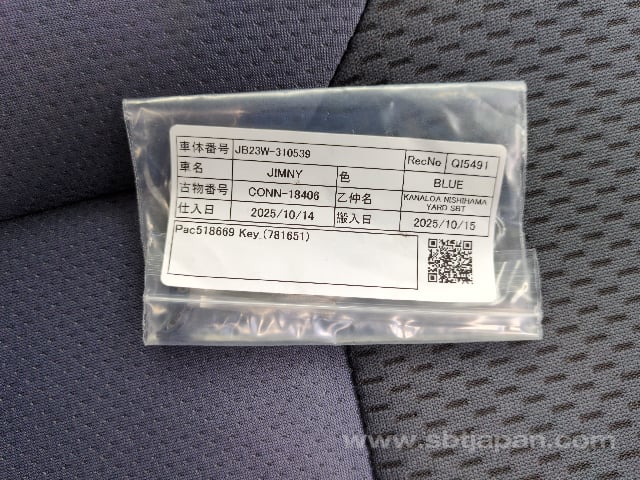 車体番号 JB23W-310539 RecNo QI5491
車名 JIMNY 色 BLUE
古物番号 CONN-18406 乙仲名 KANALOA NISHIHAMA YARD SBT
仕入日 2025/10/14 搬入日 2025/10/15
Pac518669 Key.(781651)
www.sbtjapan.com